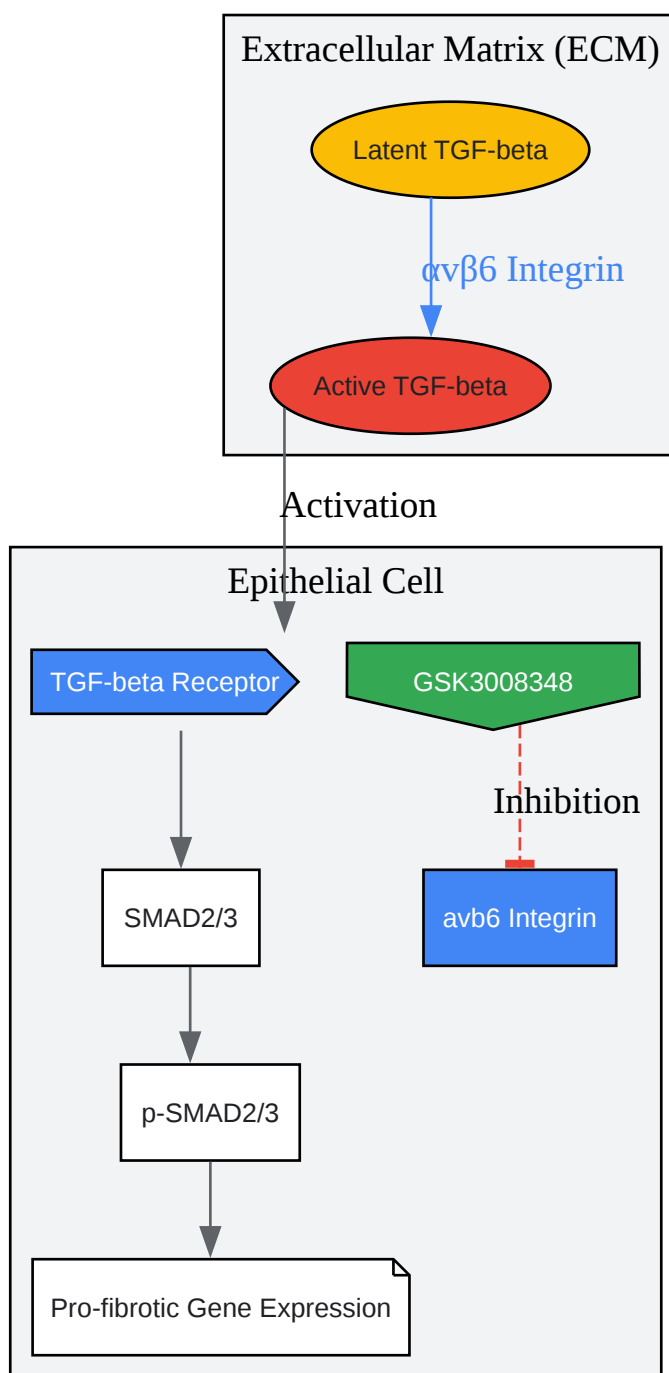 Extracellular Matrix (ECM)
Latent TGF-beta
αvβ6 Integrin
Active TGF-beta
Activation
Epithelial Cell
TGF-beta Receptor
GSK3008348
Inhibition
SMAD2/3
avb6 Integrin
p-SMAD2/3
Pro-fibrotic Gene Expression